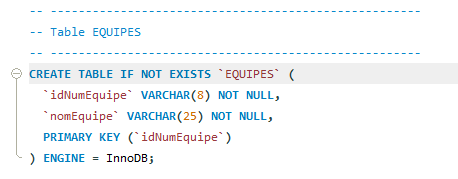 -- -----------------------------------------------------
-- Table EQUIPES
-- -----------------------------------------------------
CREATE TABLE IF NOT EXISTS `EQUIPES` (
`idNumEquipe` VARCHAR(8) NOT NULL,
`nomEquipe` VARCHAR(25) NOT NULL,
PRIMARY KEY (`idNumEquipe`)
) ENGINE = InnoDB;